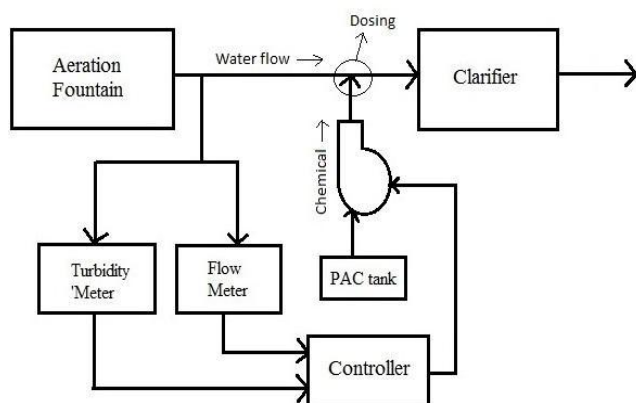 Dosing
Water flow
Aeration
Fountain
Clarifier
Chemical
Turbidity
'Meter
Flow
Meter
PAC tank
Controller